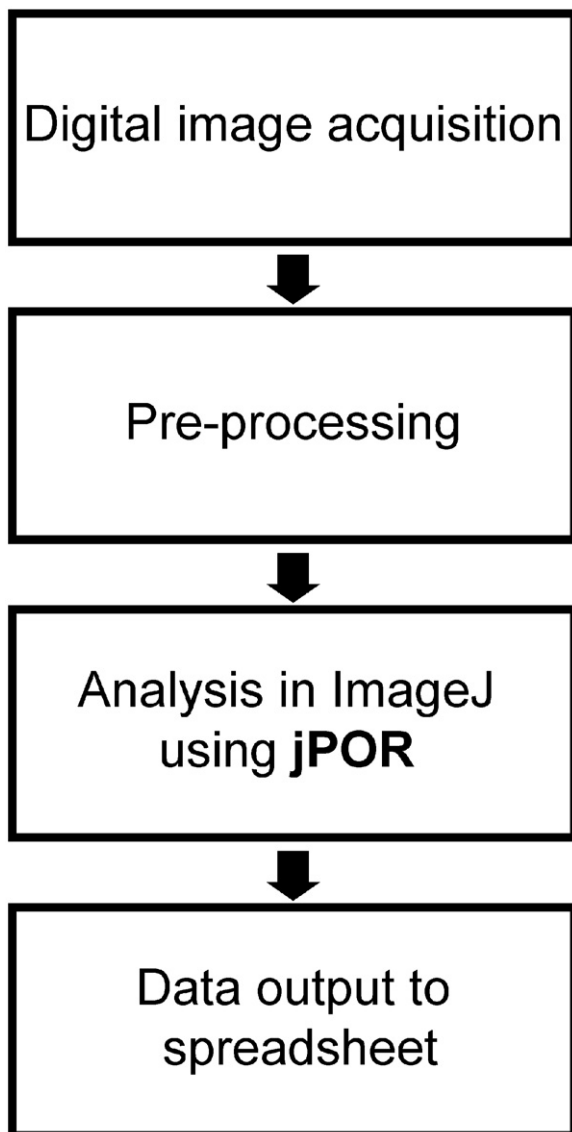 Digital image acquisition
Pre-processing
Analysis in ImageJ
using jPOR
Data output to
spreadsheet